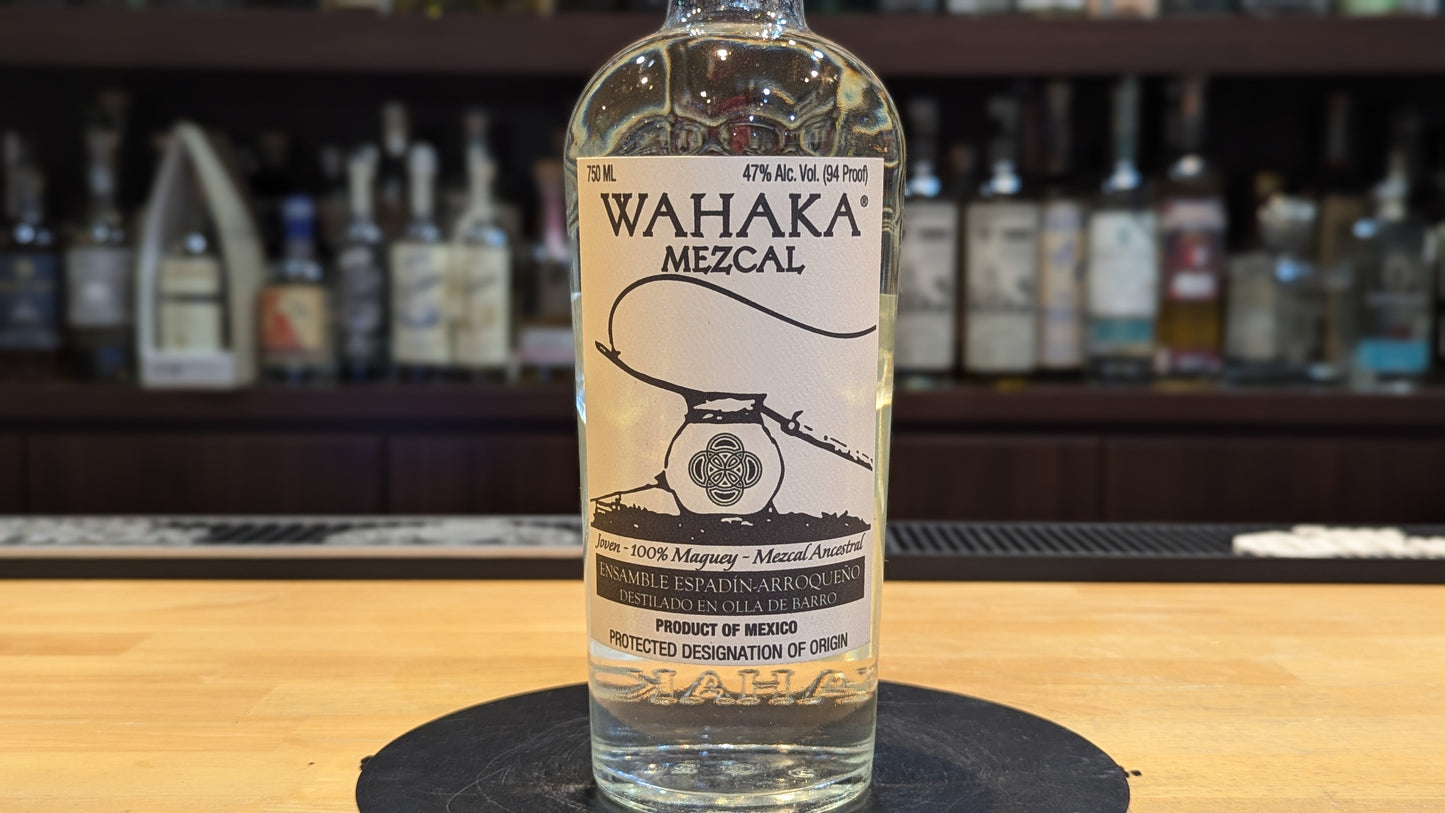 750 ML
47% Alc. Vol. (94 Proof)
WAHAKA®
MEZCAL
Joven - 100% Maguey - Mezcal Ancestral
ENSAMBLE ESPADÍN-ARROQUEÑO
DESTILADO EN OLLA DE BARRO
PRODUCT OF MEXICO
PROTECTED DESIGNATION OF ORIGIN